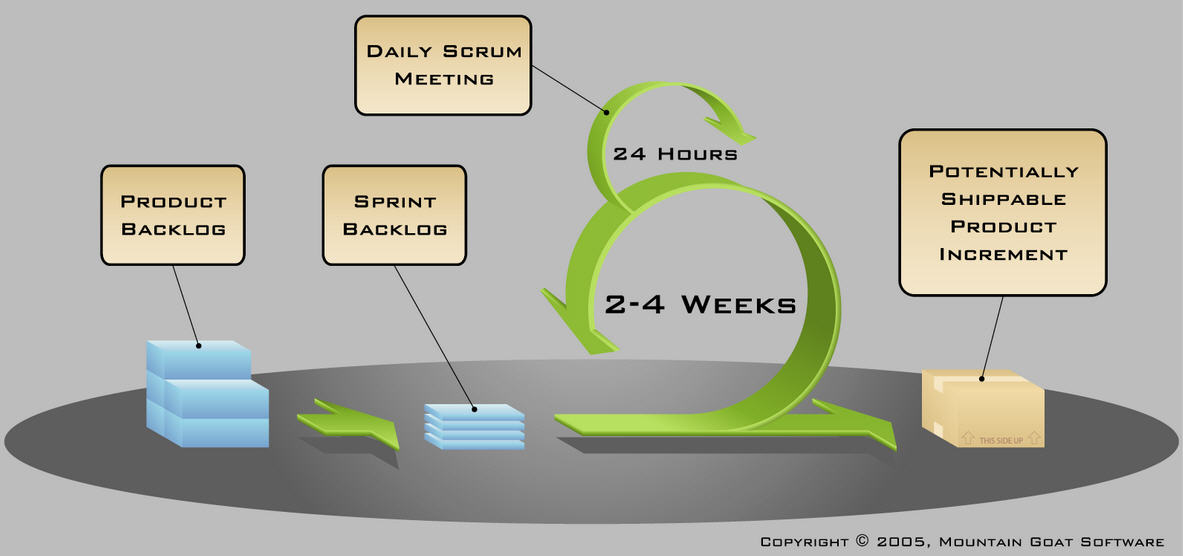 DAILY SCRUM
MEETING
24 HOURS
PRODUCT
BACKLOG
SPRINT
BACKLOG
POTENTIALLY
SHIPPABLE
PRODUCT
INCREMENT
2-4 WEEKS
THIS SIDE UP
COPYRIGHT © 2005, MOUNTAIN GOAT SOFTWARE